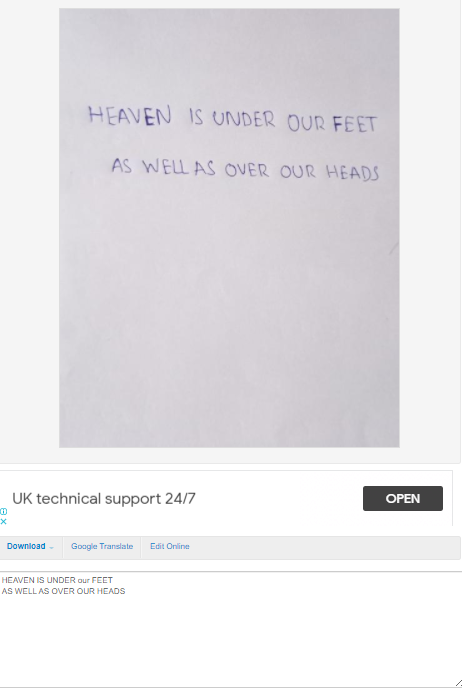 HEAVEN IS UNDER OUR FEET
AS WELL AS OVER OUR HEADS
UK technical support 24/7
OPEN
Download Google Translate Edit Online
HEAVEN IS UNDER our FEET
AS WELL AS OVER OUR HEADS